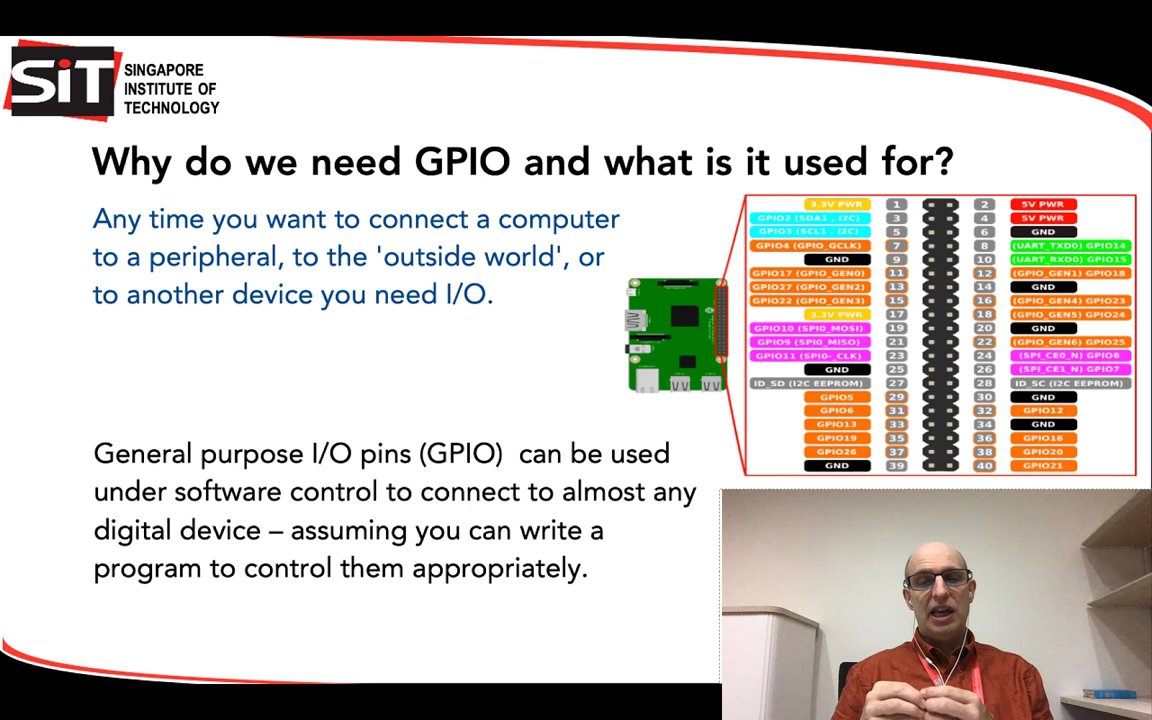 SiT
SINGAPORE
INSTITUTE OF
TECHNOLOGY
Why do we need GPIO and what is it used for?
Any time you want to connect a computer
to a peripheral, to the 'outside world', or
to another device you need I/O.
General purpose I/O pins (GPIO) can be used
under software control to connect to almost any
digital device – assuming you can write a
program to control them appropriately.
3.3V PWR 1 2 5V PWR
GPIO2 (SDA1 , I2C) 3 4 5V PWR
GPIO3 (SCL1 , I2C) 5 6 GND
GPIO4 (GPIO_GCLK) 7 8 (UART_TXD0) GPIO14
GND 9 10 (UART_RXD0) GPIO15
GPIO17 (GPIO_GEN0) 11 12 (GPIO_GEN1) GPIO18
GPIO27 (GPIO_GEN2) 13 14 GND
GPIO22 (GPIO_GEN3) 15 16 (GPIO_GEN4) GPIO23
3.3V PWR 17 18 (GPIO_GEN5) GPIO24
GPIO10 (SPI0_MOSI) 19 20 GND
GPIO9 (SPI0_MISO) 21 22 (GPIO_GEN6) GPIO25
GPIO11 (SPI0-_CLK) 23 24 (SPI_CE0_N) GPIO8
GND 25 26 (SPI_CE1_N) GPIO7
ID_SD (I2C EEPROM) 27 28 ID_SC (I2C EEPROM)
GPIO5 29 30 GND
GPIO6 31 32 GPIO12
GPIO13 33 34 GND
GPIO19 35 36 GPIO16
GPIO26 37 38 GPIO20
GND 39 40 GPIO21